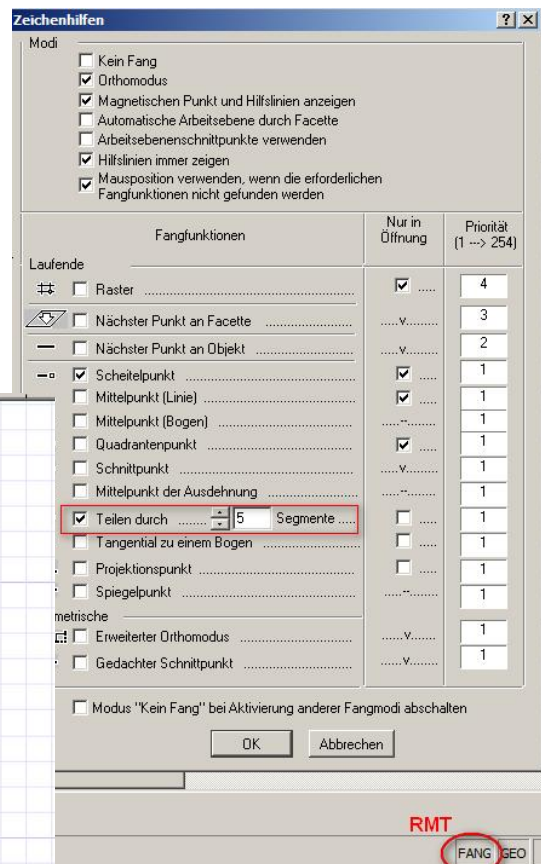 Zeichenhilfen
Modi
Kein Fang
Orthomodus
Magnetischen Punkt und Hilfslinien anzeigen
Automatische Arbeitsebene durch Facette
Arbeitsebenenschnittpunkte verwenden
Hilfslinien immer zeigen
Mausposition verwenden, wenn die erforderlichen
Fangfunktionen nicht gefunden werden
Fangfunktionen
Nur in
Öffnung
Priorität
(1 ---> 254)
Laufende
Raster ..... 4
Nächster Punkt an Facette .....v......... 3
Nächster Punkt an Objekt .....v......... 2
Scheitelpunkt ..... 1
Mittelpunkt (Linie) ..... 1
Mittelpunkt (Bogen) .....--........ 1
Quadrantenpunkt ..... 1
Schnittpunkt .....v......... 1
Mittelpunkt der Ausdehnung .....--........ 1
Teilen durch ........ 5 Segmente ..... 1
Tangential zu einem Bogen ..... 1
Projektionspunkt ..... 1
Spiegelpunkt .....--........ 1
metrische
Erweiterter Orthomodus .....v....... 1
Gedachter Schnittpunkt .....v........ 1
Modus "Kein Fang" bei Aktivierung anderer Fangmodi abschalten
OK Abbrechen
RMT
FANG GEO